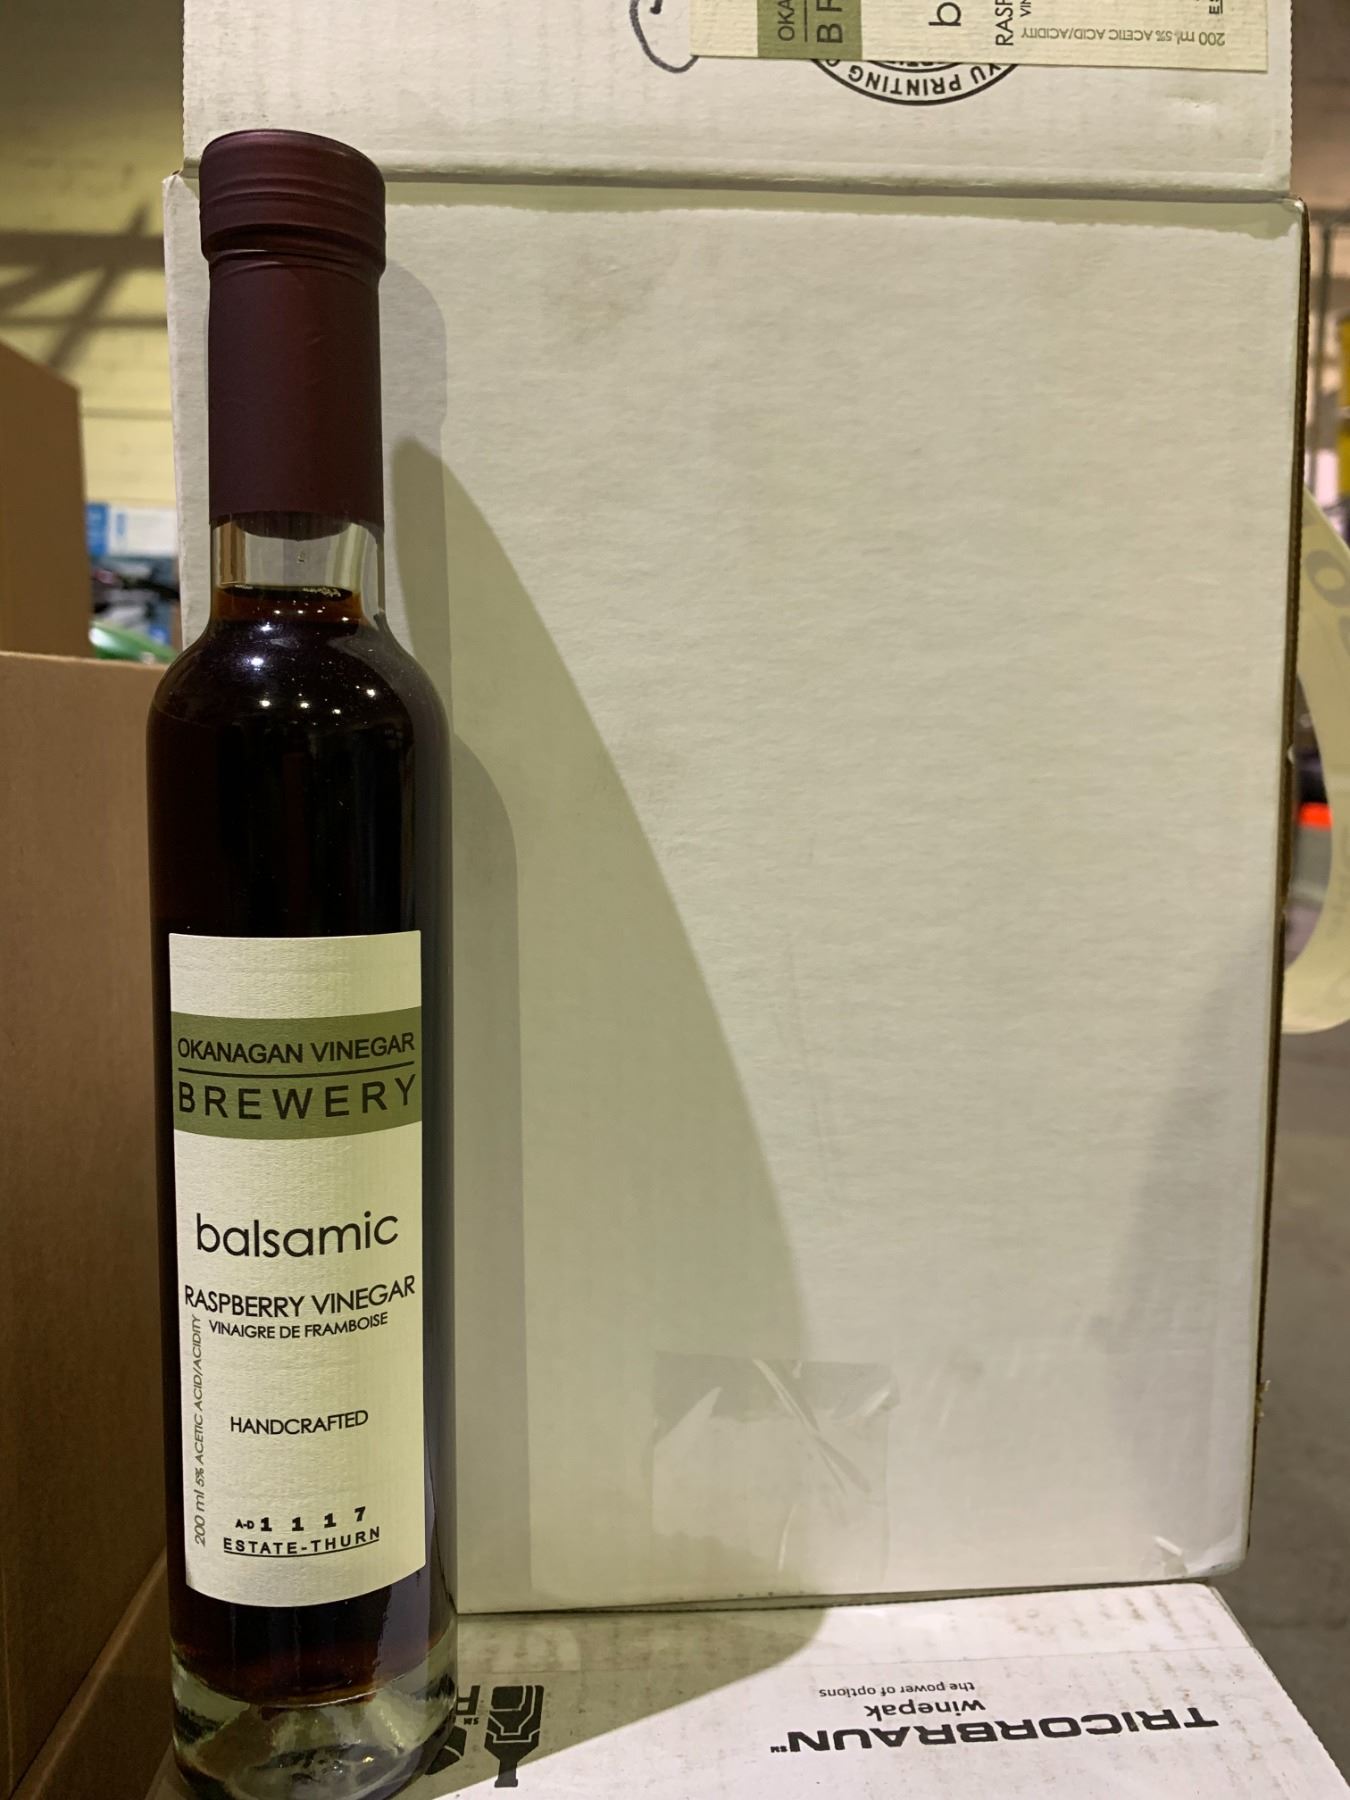 OKANAGAN VINEGAR
BREWERY
balsamic
RASPBERRY VINEGAR
VINAIGRE DE FRAMBOISE
HANDCRAFTED
200 ml 5% ACETIC ACID/ACIDITY
A-D 1 1 1 7
ESTATE-THURN
200 ml 5% ACETIC ACID/ACIDITY
PRINTING
TRICORBRAUN
winepak
the power of options